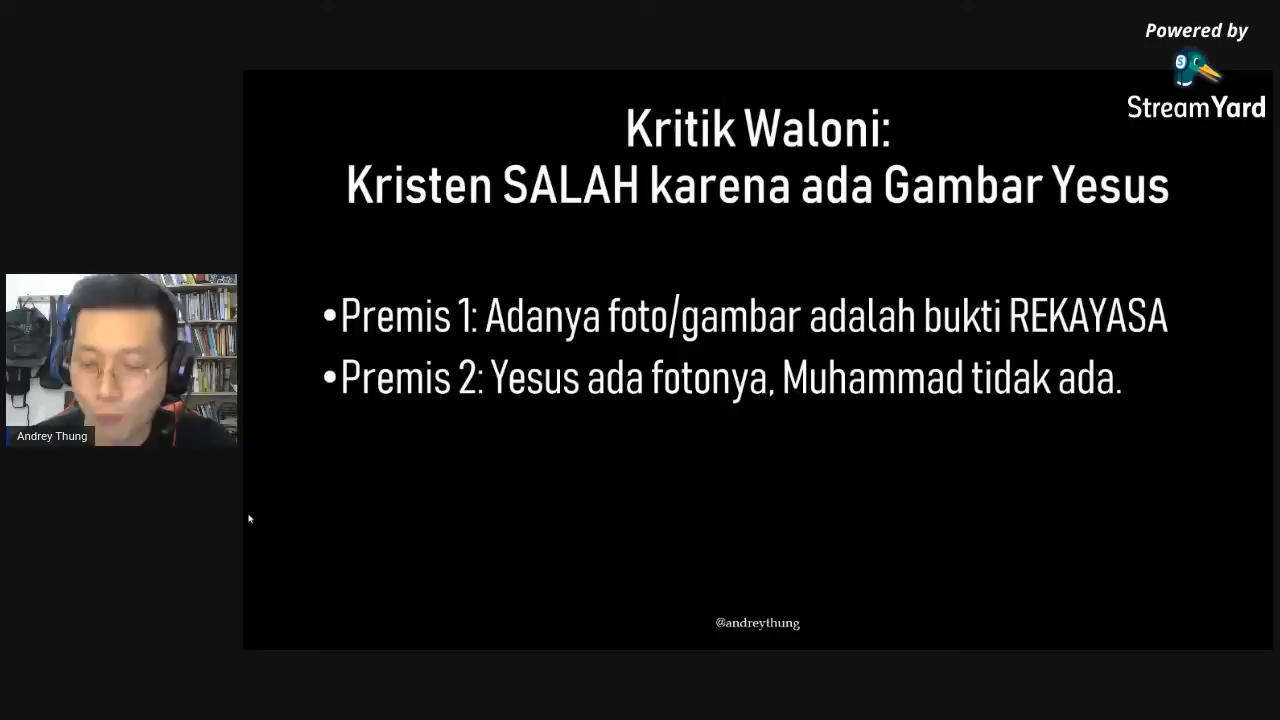 Powered by
StreamYard
Kritik Waloni:
Kristen SALAH karena ada Gambar Yesus
•Premis 1: Adanya foto/gambar adalah bukti REKAYASA
•Premis 2: Yesus ada fotonya, Muhammad tidak ada.
Andrey Thung
@andreythung